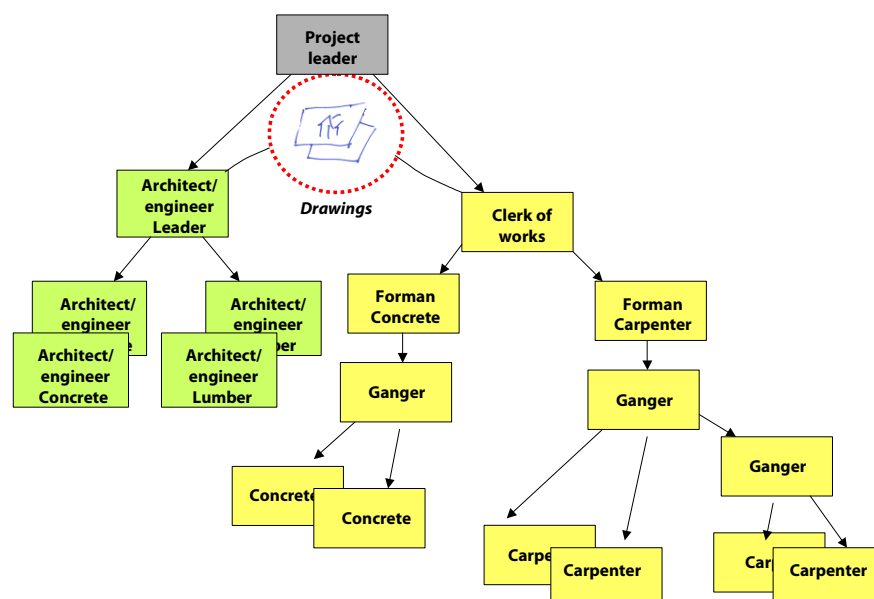 Project
leader
Drawings
Architect/
engineer
Leader
Clerk of
works
Architect/
engineer
Architect/
engineer
Concrete
Architect/
engineer
Architect/
engineer
Lumber
Forman
Concrete
Forman
Carpenter
Ganger
Ganger
Ganger
Concrete
Concrete
Carpenter
Carpenter